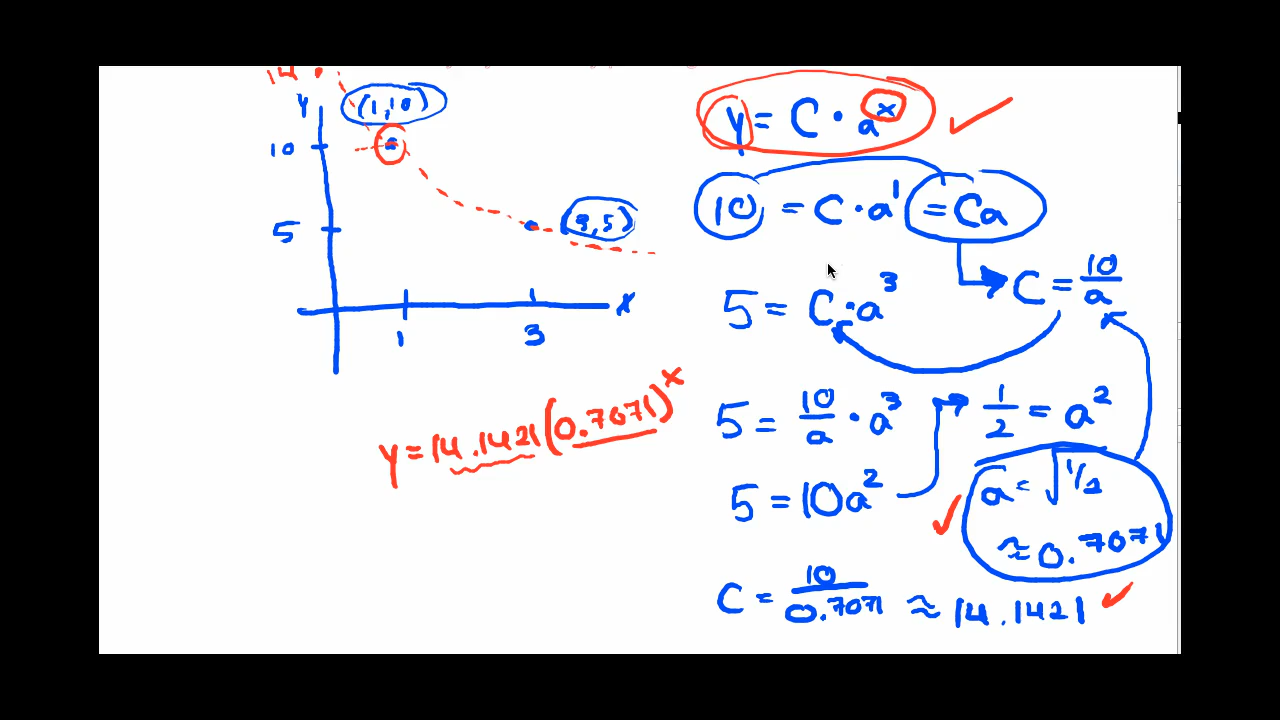 14
y
(1,10)
10
5
(3,5)
x
1
3
y = 14.1421(0.7071)^x
y = C · a^x
10 = C · a^1 = Ca
C = 10/a
5 = C · a^3
5 = 10/a · a^3
1/2 = a^2
5 = 10a^2
a = √1/2
≈ 0.7071
C = 10/0.7071 ≈ 14.1421